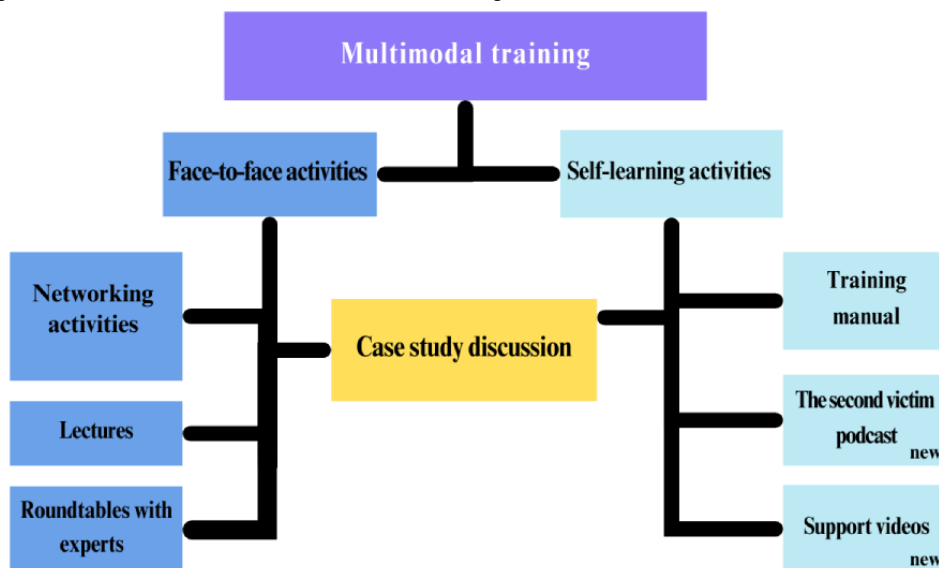 Multimodal training
Face-to-face activities
Self-learning activities
Networking
activities
Lectures
Roundtables with
experts
Case study discussion
Training
manual
The second victim
podcast
new
Support videos
new